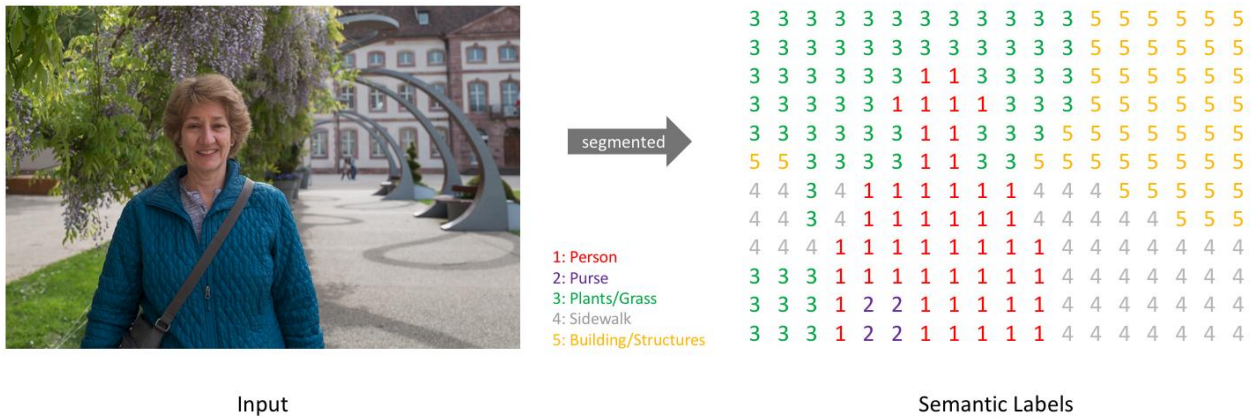 3 3 3 3 3 3 3 3 3 3 3 3 5 5 5 5 5 5
3 3 3 3 3 3 3 3 3 3 3 3 5 5 5 5 5 5
3 3 3 3 3 3 1 1 3 3 3 3 5 5 5 5 5 5
3 3 3 3 3 1 1 1 1 3 3 3 5 5 5 5 5 5
3 3 3 3 3 3 1 1 3 3 3 5 5 5 5 5 5 5
5 5 3 3 3 3 1 1 3 3 5 5 5 5 5 5 5 5
4 4 3 4 1 1 1 1 1 1 4 4 4 5 5 5 5 5
4 4 3 4 1 1 1 1 1 1 4 4 4 4 4 5 5 5
4 4 4 1 1 1 1 1 1 1 1 4 4 4 4 4 4 4
3 3 3 1 1 1 1 1 1 1 1 4 4 4 4 4 4 4
3 3 3 1 2 2 1 1 1 1 1 4 4 4 4 4 4 4
3 3 3 1 2 2 1 1 1 1 1 4 4 4 4 4 4 4
segmented
1: Person
2: Purse
3: Plants/Grass
4: Sidewalk
5: Building/Structures
Input
Semantic Labels